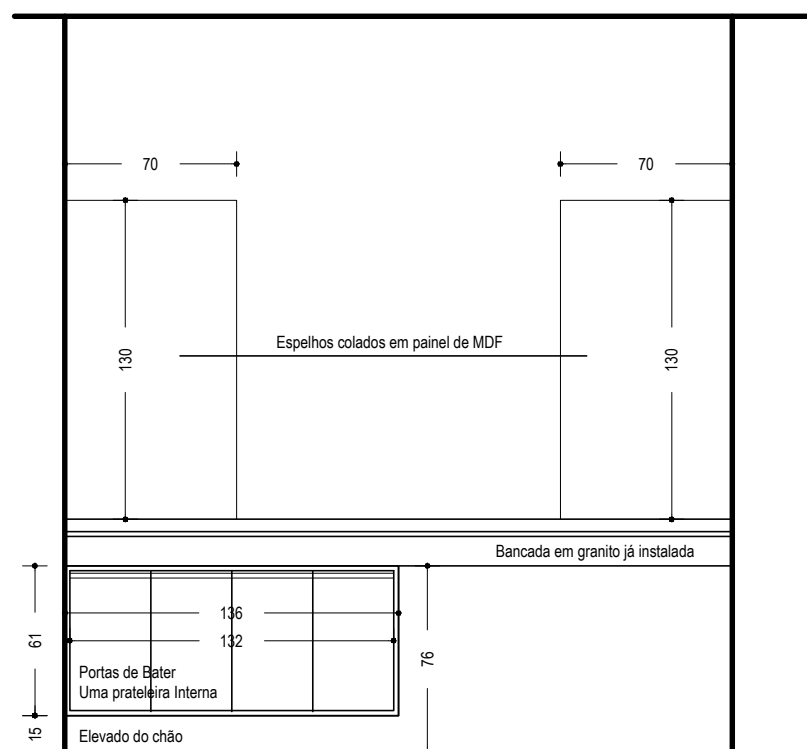 70
70
130
130
Espelhos colados em painel de MDF
Bancada em granito já instalada
136
132
61
76
Portas de Bater
Uma prateleira Interna
15
Elevado do chão